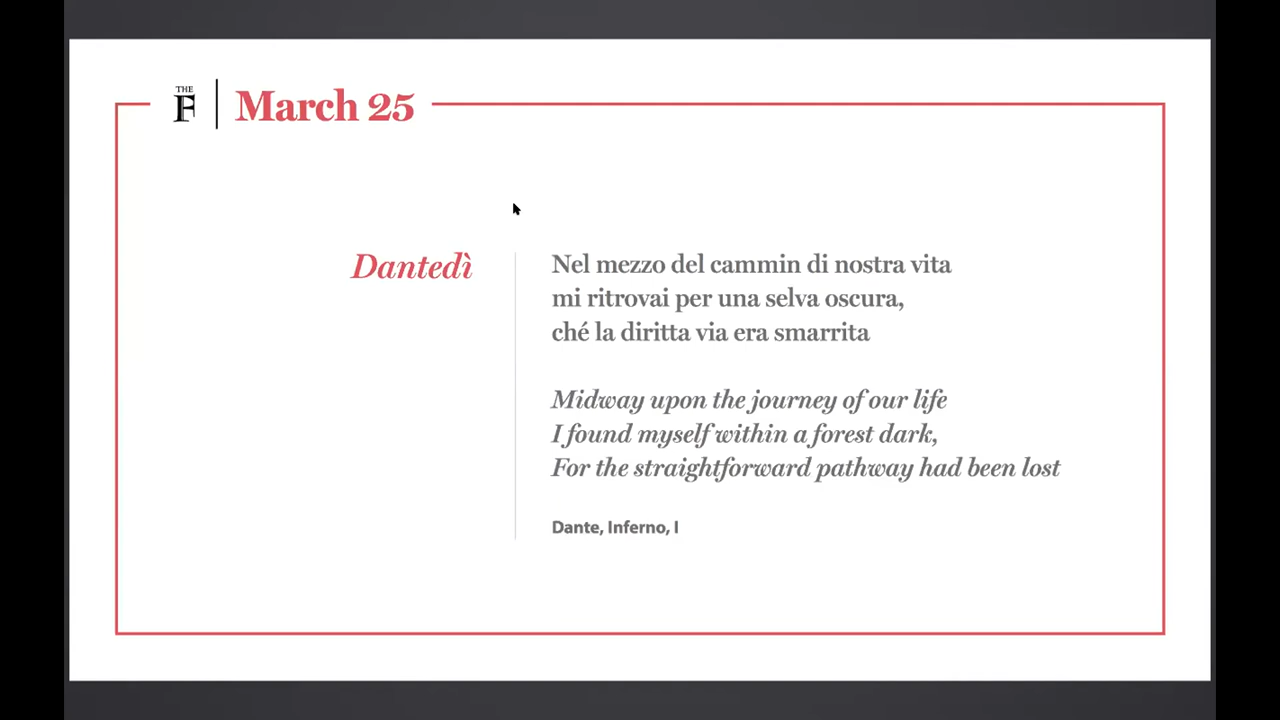 THE
F
March 25
Dantedì
Nel mezzo del cammin di nostra vita
mi ritrovai per una selva oscura,
ché la diritta via era smarrita
Midway upon the journey of our life
I found myself within a forest dark,
For the straightforward pathway had been lost
Dante, Inferno, I